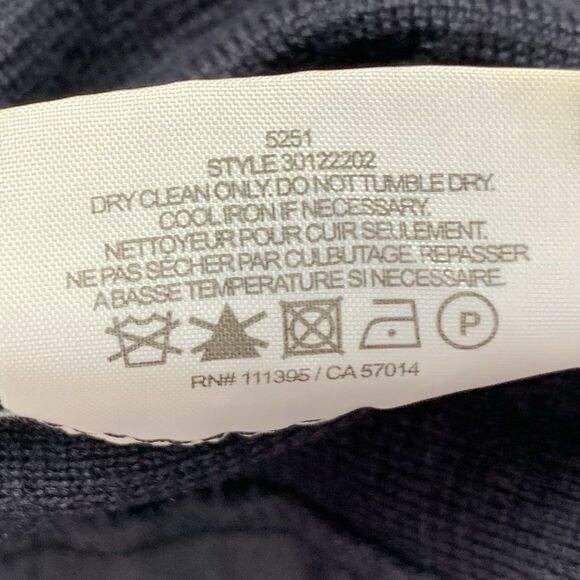 5251
STYLE 30122202
DRY CLEAN ONLY. DO NOT TUMBLE DRY.
COOL IRON IF NECESSARY.
NETTOYEUR POUR CUIR SEULEMENT.
NE PAS SÉCHER PAR CULBUTAGE. REPASSER
A BASSE TEMPERATURE SI NECESSAIRE.
P
RN# 111395 / CA 57014